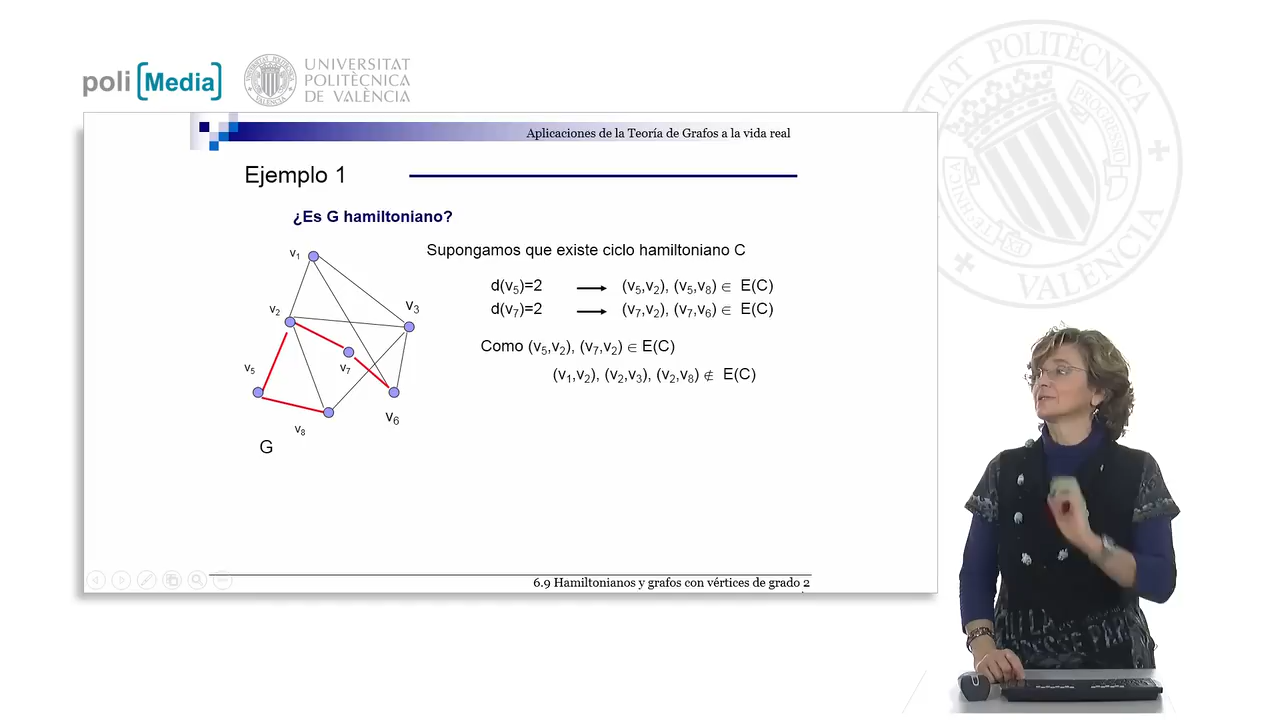 poli [Media]
UNIVERSITAT
POLITÈCNICA
DE VALÈNCIA
Aplicaciones de la Teoría de Grafos a la vida real
Ejemplo 1
¿Es G hamiltoniano?
Supongamos que existe ciclo hamiltoniano C
d(v5)=2 → (v5,v2), (v5,v8) ∈ E(C)
d(v7)=2 → (v7,v2), (v7,v6) ∈ E(C)
Como (v5,v2), (v7,v2) ∈ E(C)
(v1,v2), (v2,v3), (v2,v8) ∉ E(C)
v1
v3
v2
v7
v5
v6
v8
G
6.9 Hamiltonianos y grafos con vértices de grado 2
POLITÈCNICA
VALÈNCIA